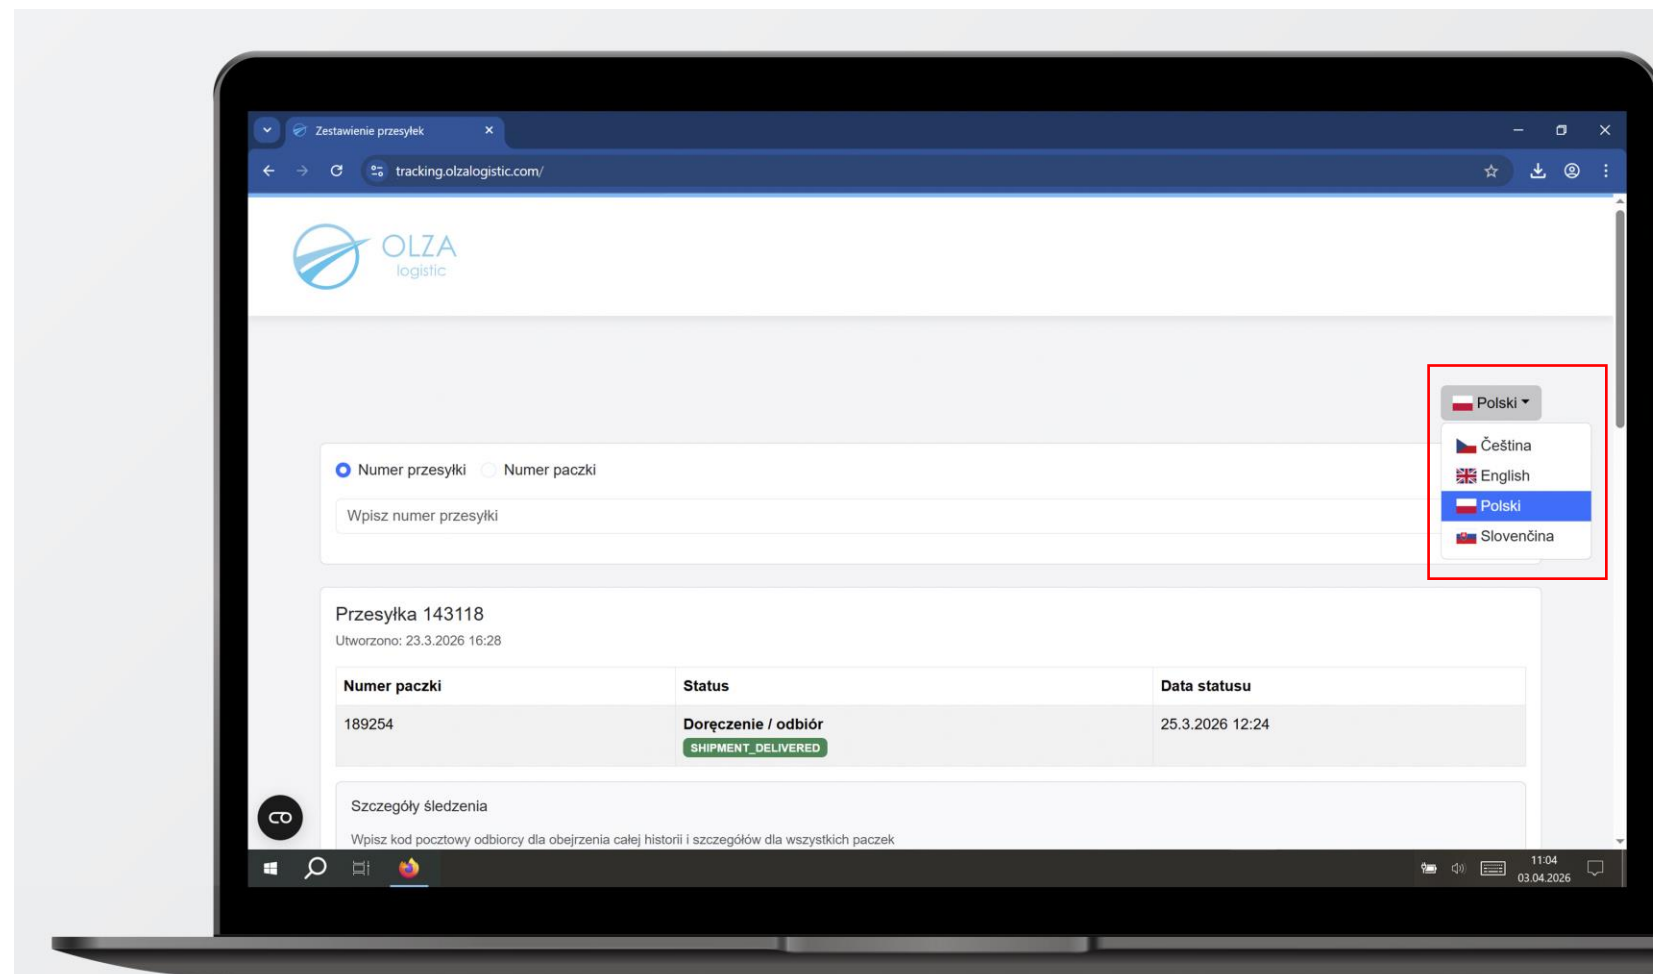 Zestawienie przesyłek
tracking.olzalogistic.com/
OLZA
logistic
Polski
Čeština
English
Polski
Slovenčina
Numer przesyłki
Numer paczki
Wpisz numer przesyłki
Przesyłka 143118
Utworzono: 23.3.2026 16:28
Numer paczki Status Data statusu
189254 Doręczenie / odbiór 25.3.2026 12:24
SHIPMENT_DELIVERED
Szczegóły śledzenia
Wpisz kod pocztowy odbiorcy dla obejrzenia całej historii i szczegółów dla wszystkich paczek
11:04
03.04.2026